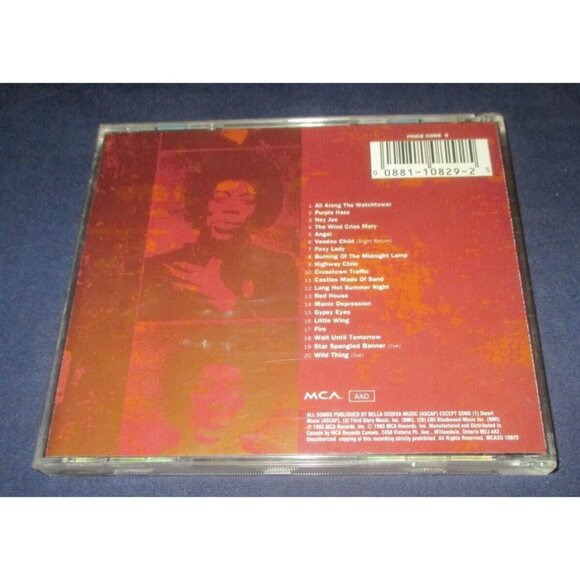 PRICE CODE E
0 0881-10829-2 5
1 All Along The Watchtower
2 Purple Haze
3 Hey Joe
4 The Wind Cries Mary
5 Angel
6 Voodoo Child (Slight Return)
7 Foxy Lady
8 Burning Of The Midnight Lamp
9 Highway Chile
10 Crosstown Traffic
11 Castles Made Of Sand
12 Long Hot Summer Night
13 Red House
14 Manic Depression
15 Gypsy Eyes
16 Little Wing
17 Fire
18 Wait Until Tomorrow
19 Star Spangled Banner (live)
20 Wild Thing (live)
MCA AAD
ALL SONGS PUBLISHED BY BELLA GODIVA MUSIC (ASCAP) EXCEPT SONG (1) Dwarf
Music (ASCAP), (3) Third Story Music, Inc. (BMI), (20) EMI Blackwood Music Inc. (BMI)
℗ 1993 MCA Records, Inc. © 1993 MCA Records, Inc. Manufactured and Distributed in
Canada by MCA Records Canada, 2450 Victoria Pk. Ave., Willowdale, Ontario M2J 4A2.
Unauthorized copying of this recording strictly prohibited. All Rights Reserved. MCASD 10829